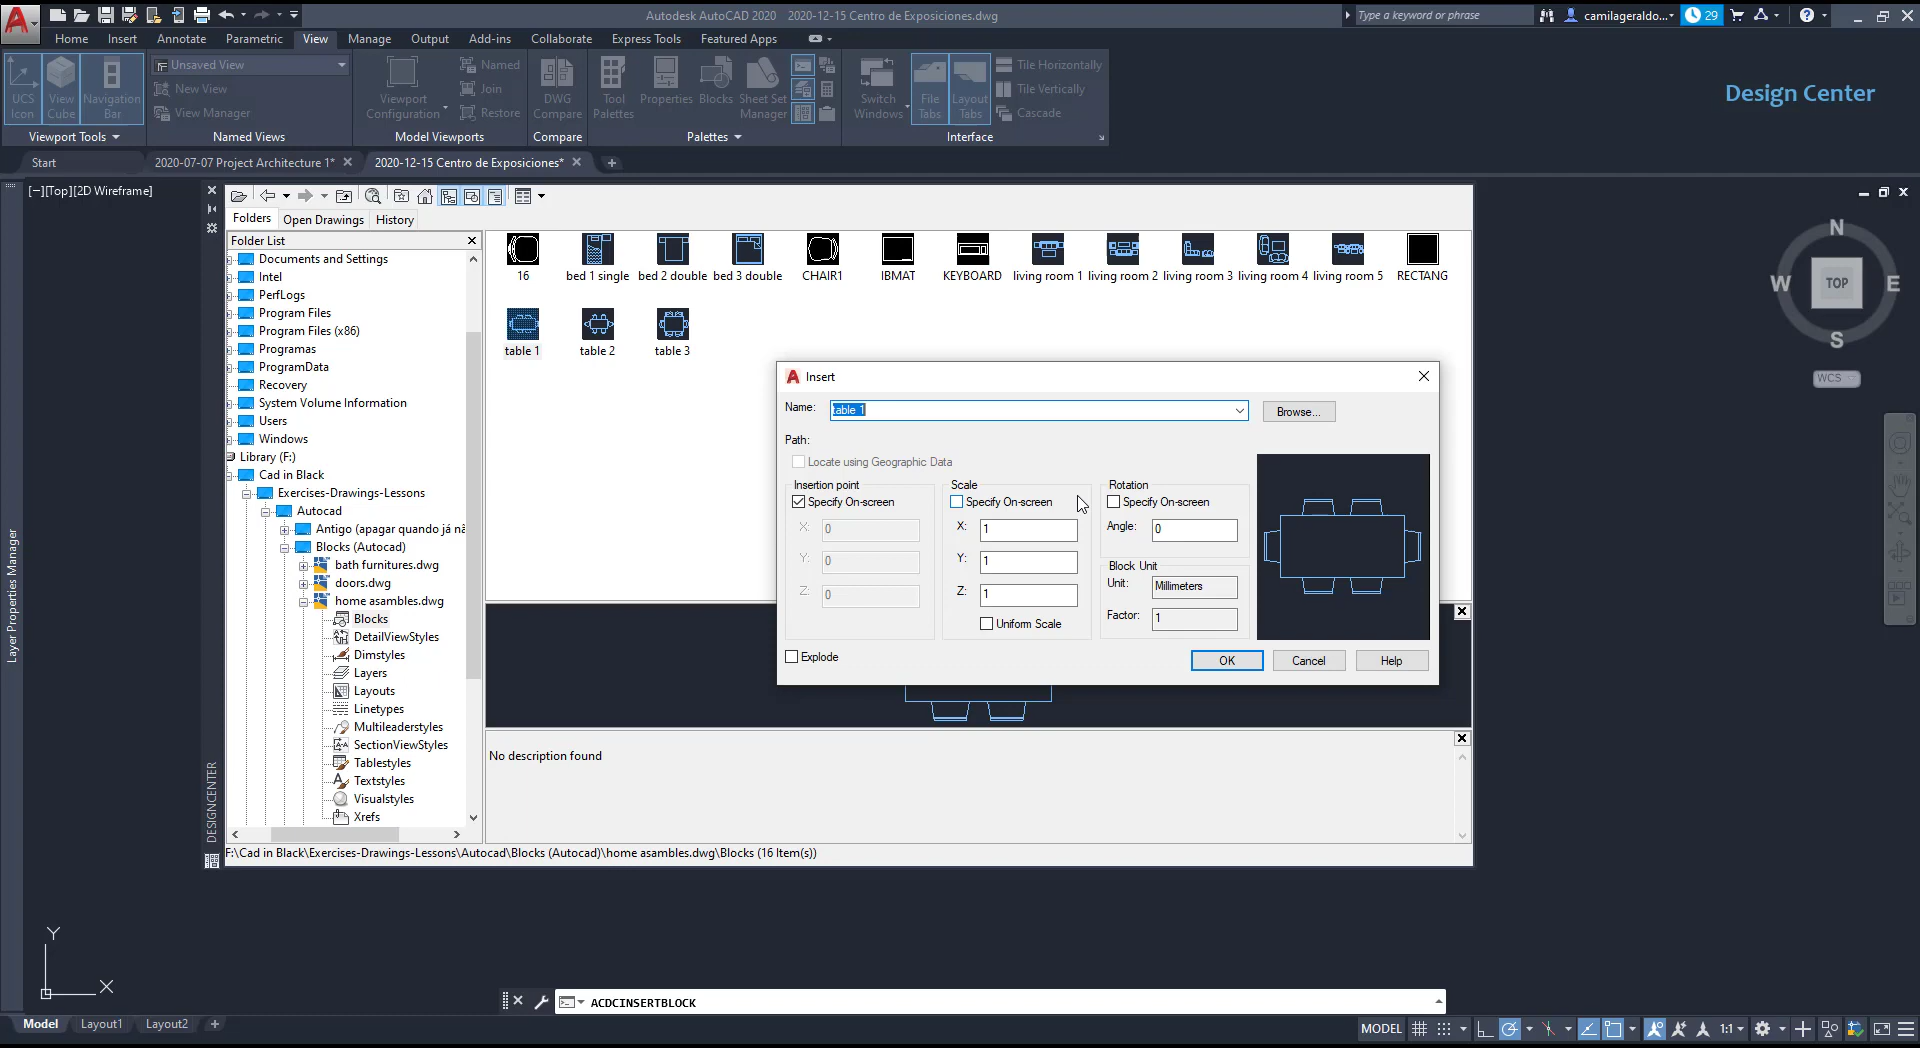 Autodesk AutoCAD 2020 2020-12-15 Centro de Exposiciones.dwg
Type a keyword or phrase
camilageraldo...
29
Home Insert Annotate Parametric View Manage Output Add-ins Collaborate Express Tools Featured Apps
UCS Icon
View Cube
Navigation Bar
Viewport Tools
Unsaved View
New View
View Manager
Named Views
Viewport Configuration
Named
Join
Restore
Model Viewports
DWG Compare
Compare
Tool Palettes
Properties
Blocks
Sheet Set Manager
Palettes
Switch Windows
File Tabs
Layout Tabs
Tile Horizontally
Tile Vertically
Cascade
Interface
Design Center
Start
2020-07-07 Project Architecture 1*
2020-12-15 Centro de Exposiciones*
[−][Top][2D Wireframe]
Layer Properties Manager
DESIGNCENTER
Folders Open Drawings History
Folder List
Documents and Settings
Intel
PerfLogs
Program Files
Program Files (x86)
Programas
ProgramData
Recovery
System Volume Information
Users
Windows
Library (F:)
Cad in Black
Exercises-Drawings-Lessons
Autocad
Antigo (apagar quando já nã
Blocks (Autocad)
bath furnitures.dwg
doors.dwg
home asambles.dwg
Blocks
DetailViewStyles
Dimstyles
Layers
Layouts
Linetypes
Multileaderstyles
SectionViewStyles
Tablestyles
Textstyles
Visualstyles
Xrefs
16 bed 1 single bed 2 double bed 3 double CHAIR1 IBMAT KEYBOARD living room 1 living room 2 living room 3 living room 4 living room 5 RECTANG
table 1 table 2 table 3
Insert
Name: table 1 Browse...
Path:
Locate using Geographic Data
Insertion point
Specify On-screen
X: 0
Y: 0
Z: 0
Scale
Specify On-screen
X: 1
Y: 1
Z: 1
Uniform Scale
Rotation
Specify On-screen
Angle: 0
Block Unit
Unit: Millimeters
Factor: 1
Explode
OK Cancel Help
No description found
F:\Cad in Black\Exercises-Drawings-Lessons\Autocad\Blocks (Autocad)\home asambles.dwg\Blocks (16 Item(s))
N
W TOP E
S
WCS
Y
X
ACDCINSERTBLOCK
Model Layout1 Layout2
MODEL
1:1